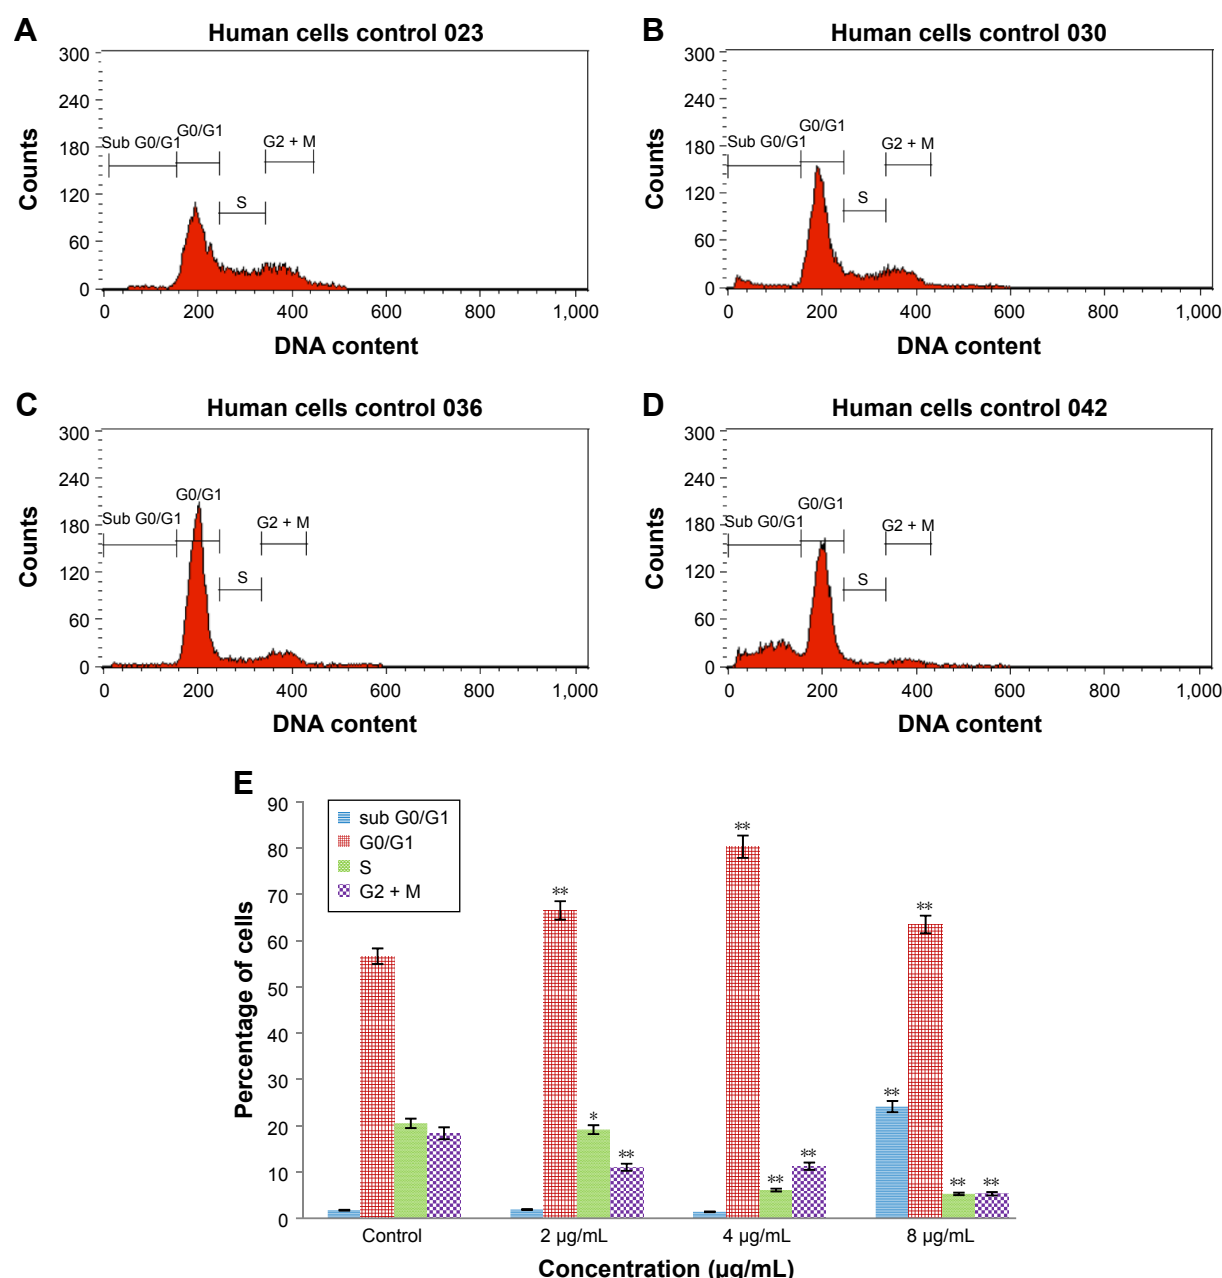 A
Human cells control 023
300
240
180
120
60
0
Counts
Sub G0/G1
G0/G1
S
G2 + M
0 200 400 600 800 1,000
DNA content
B
Human cells control 030
300
240
180
120
60
0
Counts
Sub G0/G1
G0/G1
S
G2 + M
0 200 400 600 800 1,000
DNA content
C
Human cells control 036
300
240
180
120
60
0
Counts
Sub G0/G1
G0/G1
S
G2 + M
0 200 400 600 800 1,000
DNA content
D
Human cells control 042
300
240
180
120
60
0
Counts
Sub G0/G1
G0/G1
S
G2 + M
0 200 400 600 800 1,000
DNA content
E
90
80
70
60
50
40
30
20
10
0
Percentage of cells
sub G0/G1
G0/G1
S
G2 + M
**
*
**
**
**
**
**
**
**
**
Control 2 µg/mL 4 µg/mL 8 µg/mL
Concentration (µg/mL)